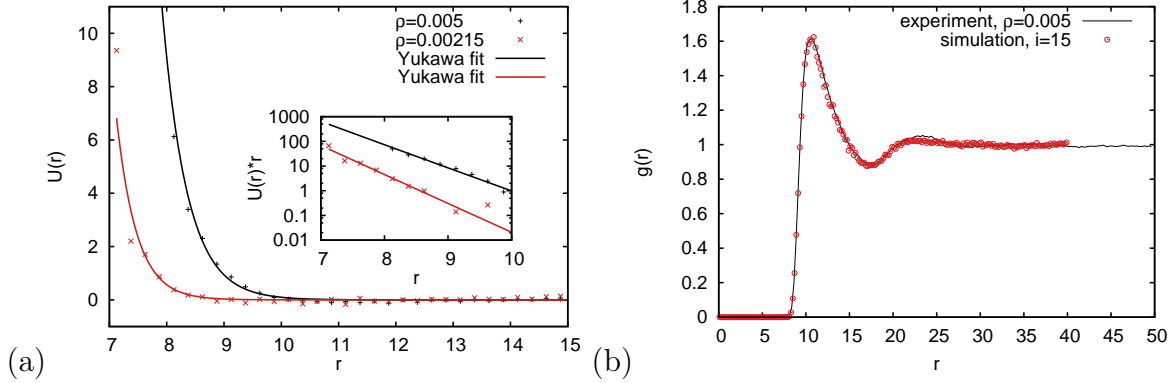 (a)
U(r)
11
10
8
6
4
2
0
7 8 9 10 11 12 13 14 15
r
ρ=0.005
ρ=0.00215
Yukawa fit
Yukawa fit
U(r)*r
1000
100
10
1
0.1
0.01
7 8 9 10
r
(b)
g(r)
1.8
1.6
1.4
1.2
1
0.8
0.6
0.4
0.2
0
0 5 10 15 20 25 30 35 40 45 50
r
experiment, ρ=0.005
simulation, i=15